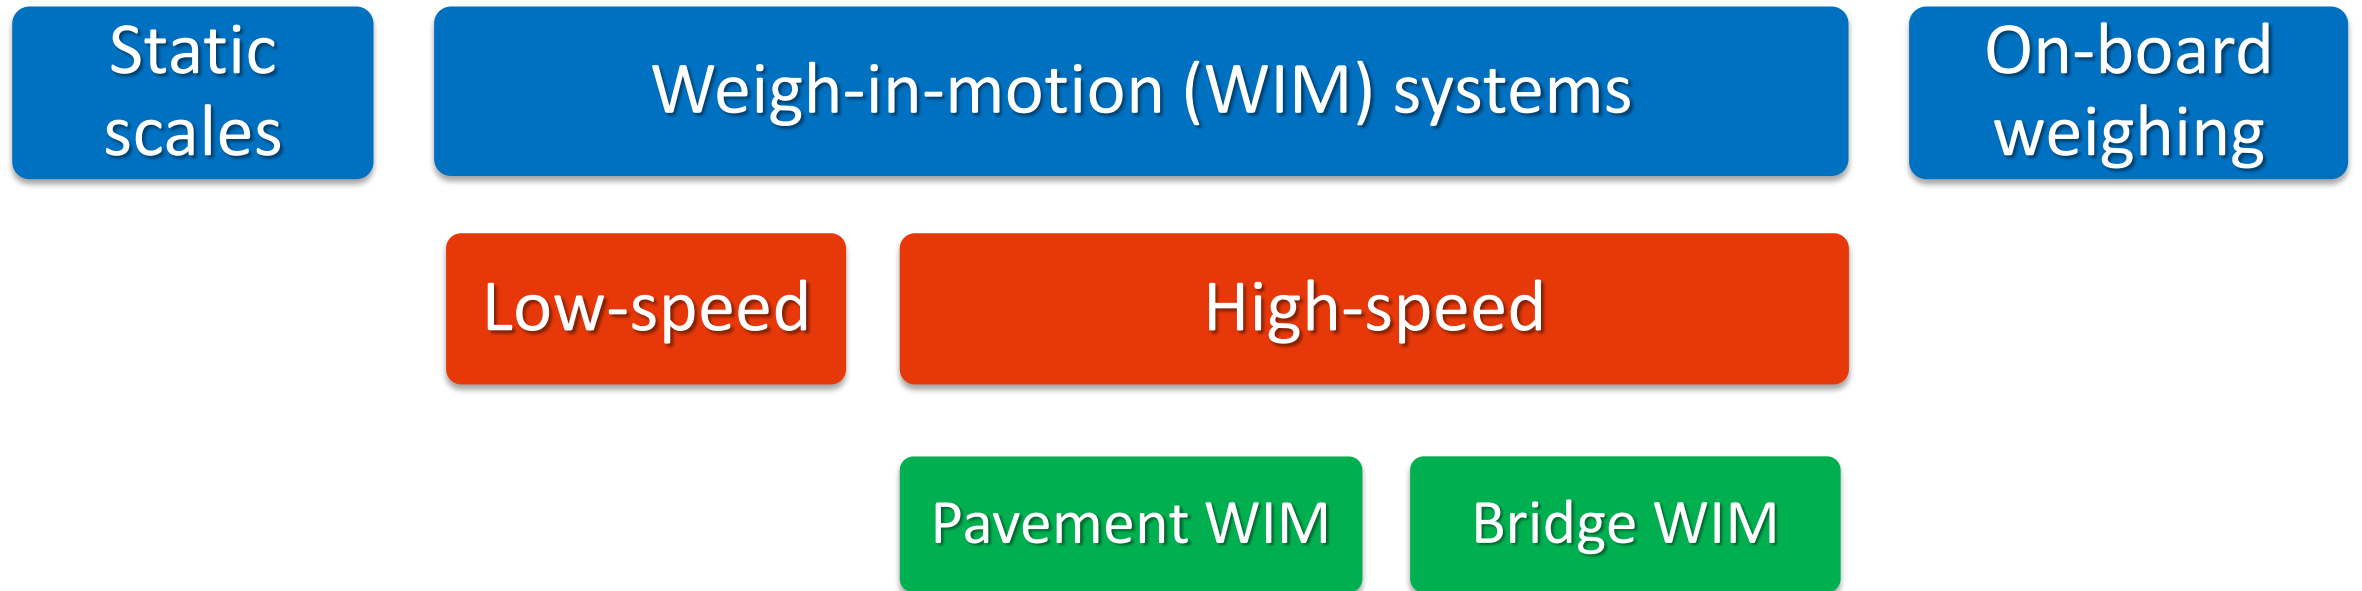 Static
scales
Weigh-in-motion (WIM) systems
On-board
weighing
Low-speed
High-speed
Pavement WIM
Bridge WIM